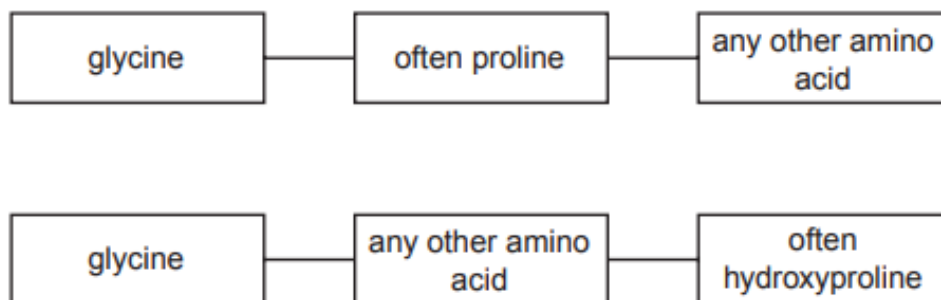 glycine
often proline
any other amino
acid
glycine
any other amino
acid
often
hydroxyproline